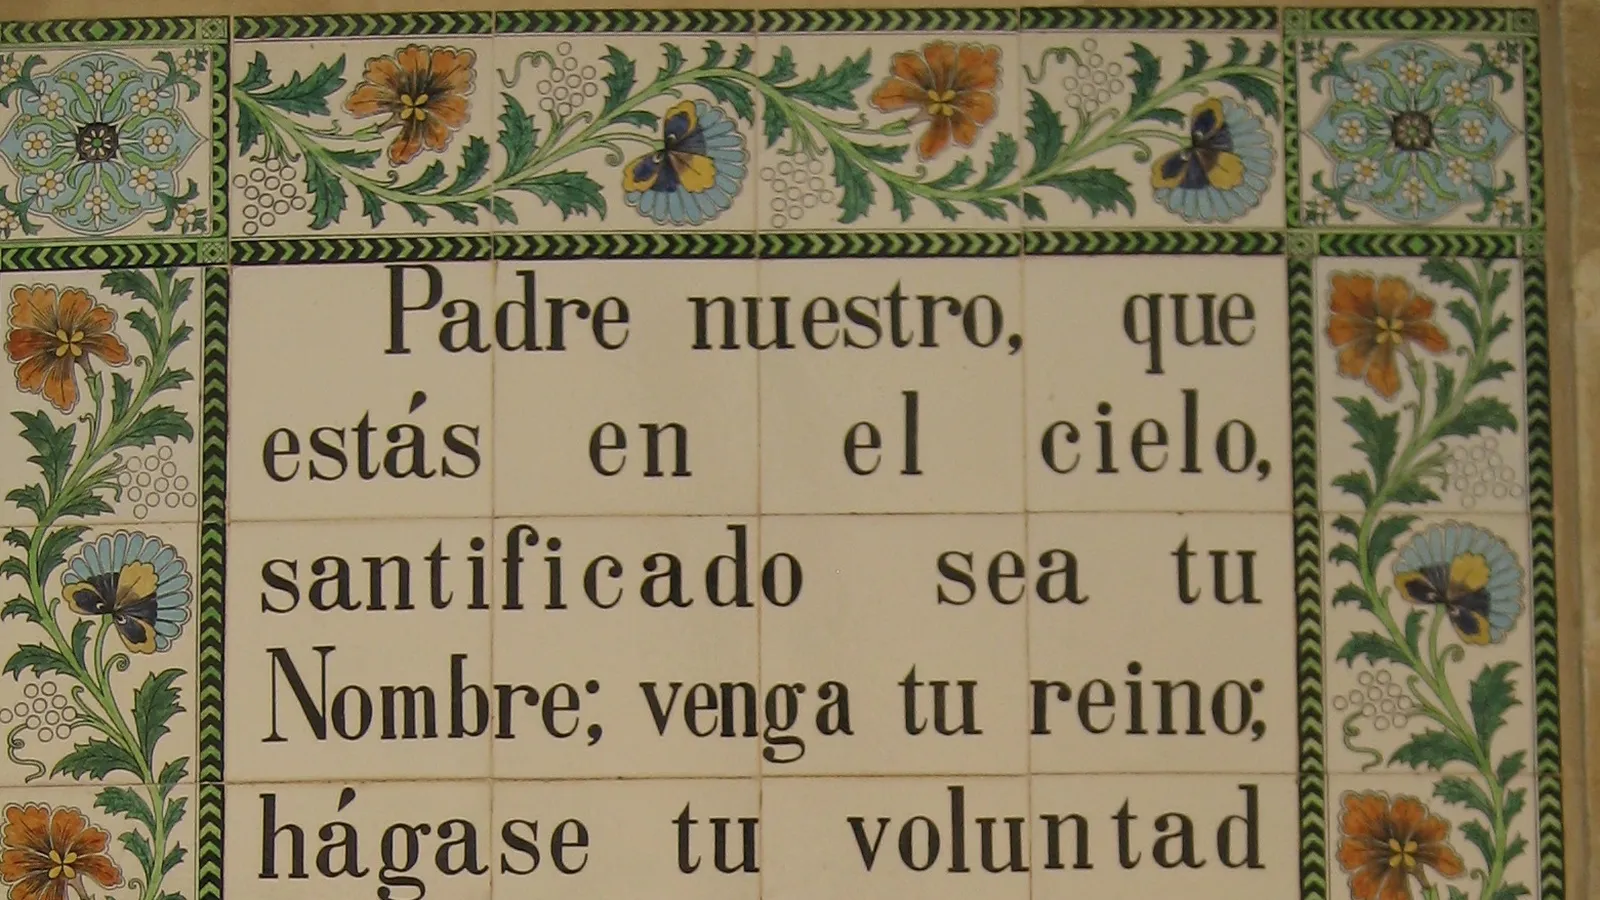 Padre nuestro, que
estás en el cielo,
santificado sea tu
Nombre; venga tu reino;
hágase tu voluntad